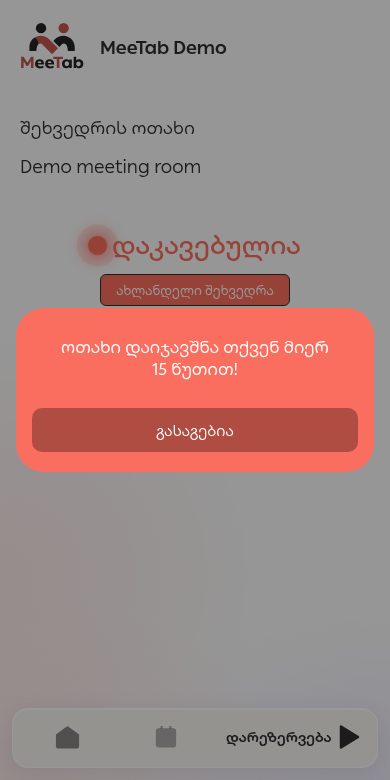 MeeTab
MeeTab Demo
შეხვედრის ოთახი
Demo meeting room
დაკავებულია
ახლანდელი შეხვედრა
ოთახი დაიჯავშნა თქვენ მიერ
15 წუთით!
გასაგებია
დარეზერვება